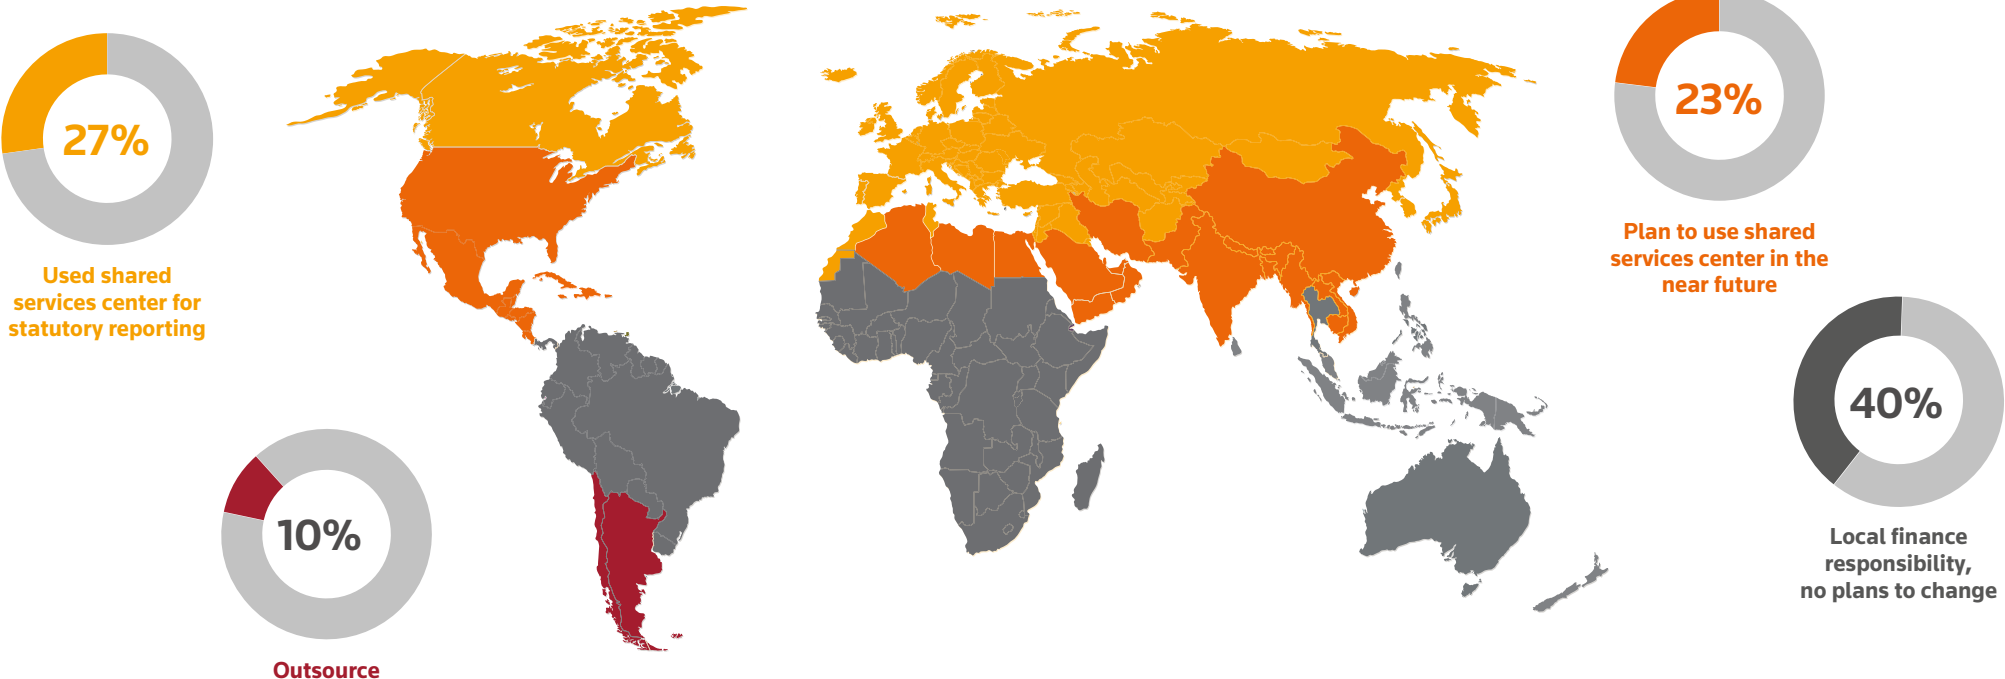 27%
Used shared
services center for
statutory reporting
10%
Outsource
23%
Plan to use shared
services center in the
near future
40%
Local finance
responsibility,
no plans to change